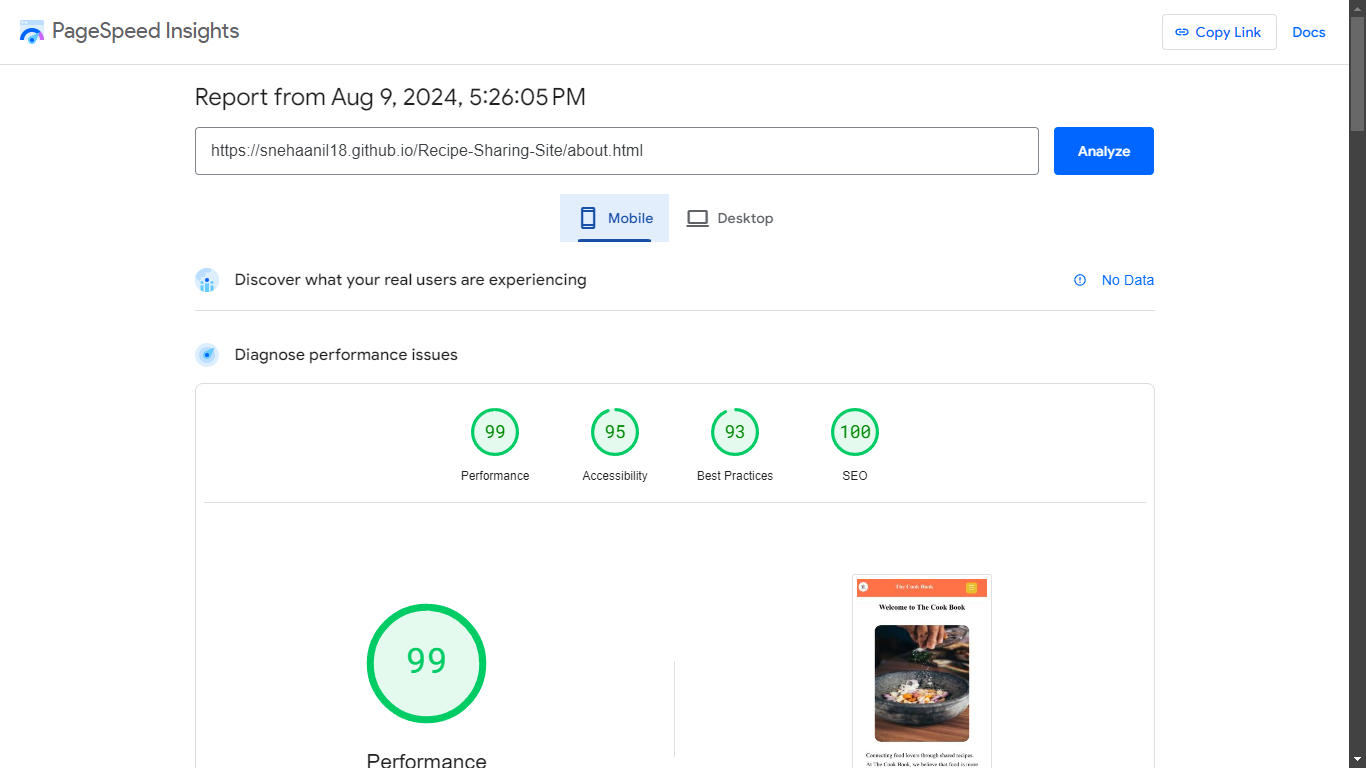 PageSpeed Insights
Copy Link
Docs
Report from Aug 9, 2024, 5:26:05 PM
https://snehaanil18.github.io/Recipe-Sharing-Site/about.html
Analyze
Mobile
Desktop
Discover what your real users are experiencing
No Data
Diagnose performance issues
99
95
93
100
Performance
Accessibility
Best Practices
SEO
99
Performance
The Cook Book
Welcome to The Cook Book
Connecting food lovers through shared recipes.
At The Cook Book, we believe that food is more